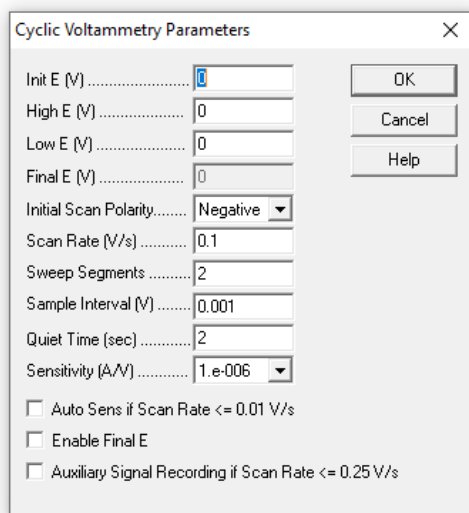 Cyclic Voltammetry Parameters
Init E (V) ....................... 0
OK
High E (V) ................... 0
Cancel
Low E (V) .................... 0
Help
Final E (V) .................... 0
Initial Scan Polarity....... Negative
Scan Rate (V/s) .......... 0.1
Sweep Segments .......... 2
Sample Interval (V) ....... 0.001
Quiet Time (sec) ............ 2
Sensitivity (A/V) ............ 1.e-006
Auto Sens if Scan Rate <= 0.01 V/s
Enable Final E
Auxiliary Signal Recording if Scan Rate <= 0.25 V/s